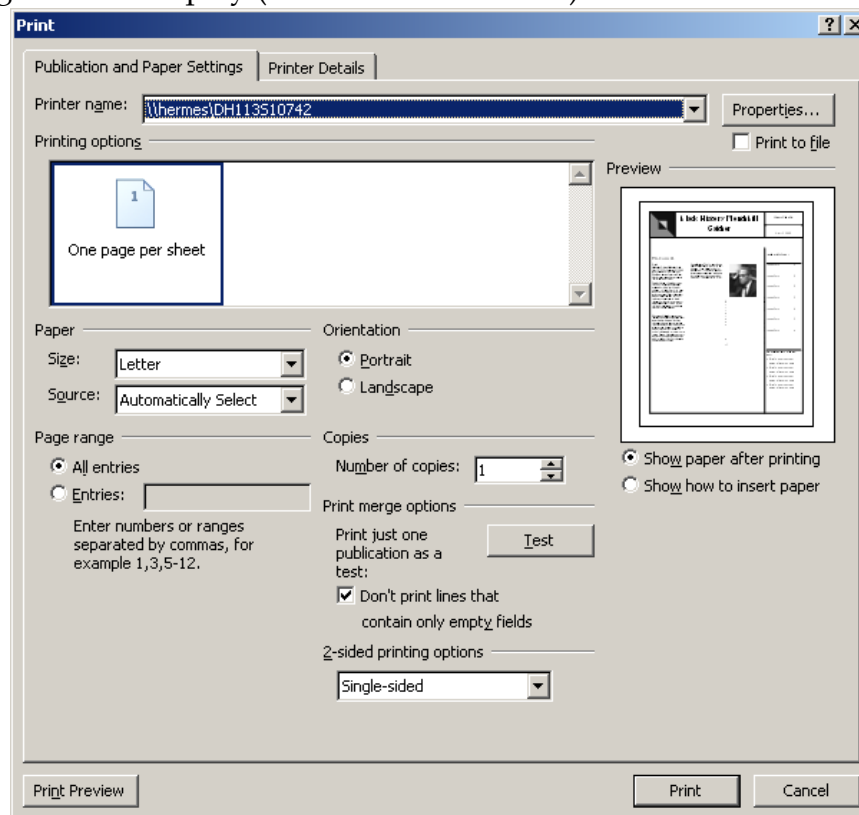 Print
Publication and Paper Settings
Printer Details
Printer name:
\\hermes\DH113S10742
Properties...
Print to file
Printing options
1
One page per sheet
Preview
Paper
Size:
Letter
Source:
Automatically Select
Orientation
Portrait
Landscape
Page range
All entries
Entries:
Enter numbers or ranges
separated by commas, for
example 1,3,5-12.
Copies
Number of copies:
1
Print merge options
Print just one
publication as a
test:
Test
Don't print lines that
contain only empty fields
2-sided printing options
Single-sided
Show paper after printing
Show how to insert paper
Print Preview
Print
Cancel